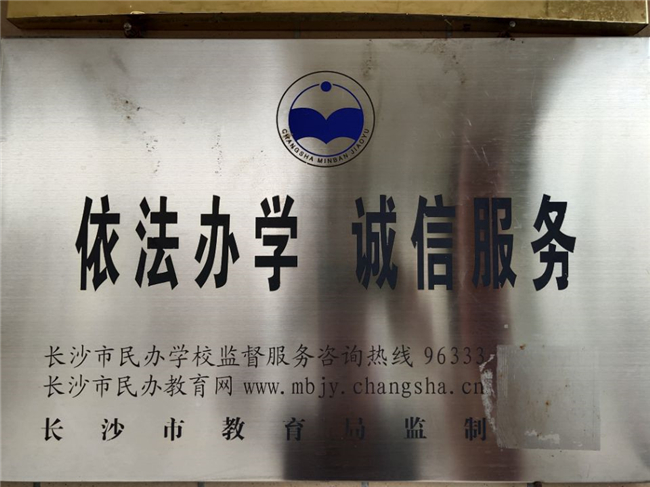 CHANGSHA MINBAN JIAOYU
依法办学 诚信服务
长沙市民办学校监督服务咨询热线 96333
长沙市民办教育网 www.mbjy.changsha.cn
长沙市教育局监制